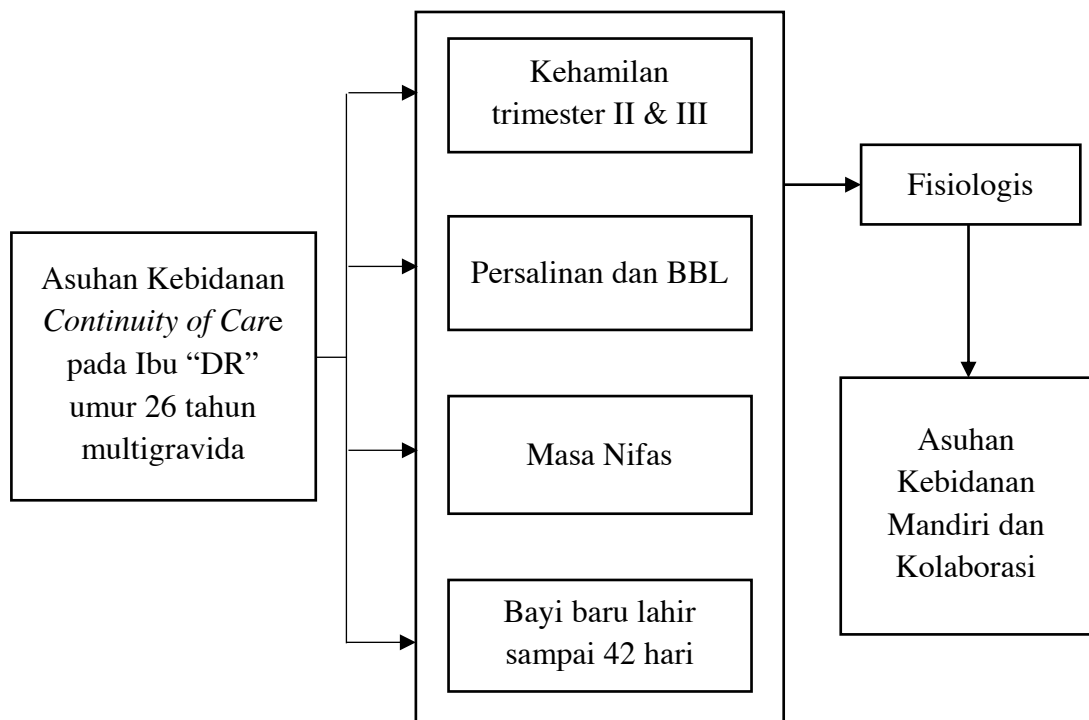 Asuhan Kebidanan
Continuity of Care
pada Ibu “DR”
umur 26 tahun
multigravida
Kehamilan
trimester II & III
Persalinan dan BBL
Masa Nifas
Bayi baru lahir
sampai 42 hari
Fisiologis
Asuhan
Kebidanan
Mandiri dan
Kolaborasi